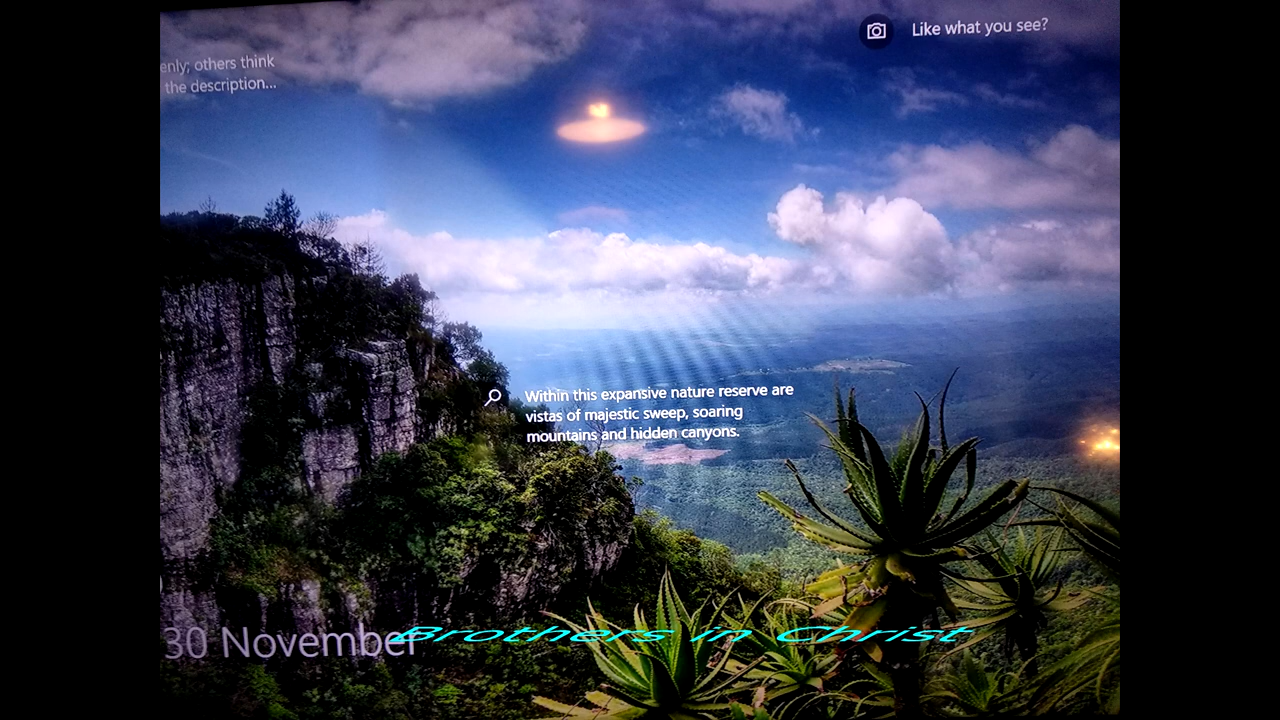 Like what you see?
enly; others think
the description...
Within this expansive nature reserve are
vistas of majestic sweep, soaring
mountains and hidden canyons.
30 November
Brothers in Christ